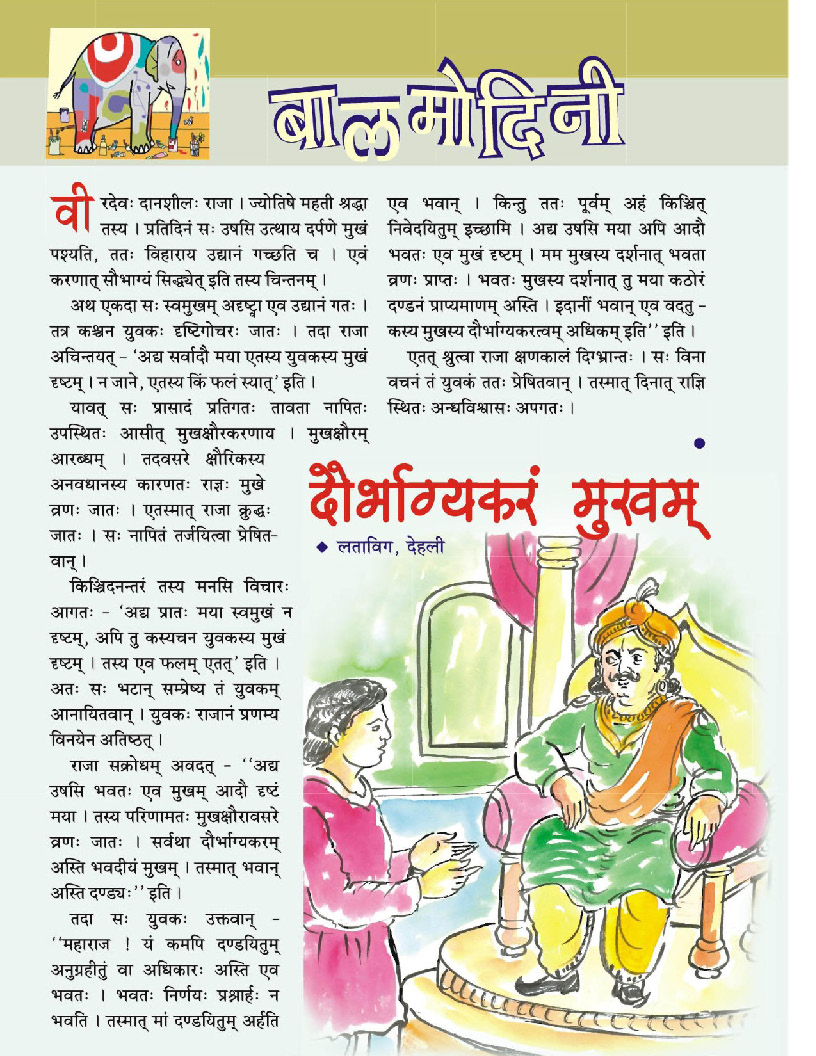 बालमोदिनी
वीरदेवः दानशीलः राजा । ज्योतिषे महती श्रद्धा
तस्य । प्रतिदिनं सः उषसि उत्थाय दर्पणे मुखं
पश्यति, ततः विहाराय उद्यानं गच्छति च । एवं
करणात् सौभाग्यं सिद्ध्येत् इति तस्य चिन्तनम् ।
अथ एकदा सः स्वमुखम् अदृष्ट्वा एव उद्यानं गतः ।
तत्र कश्चन युवकः दृष्टिगोचरः जातः । तदा राजा
अचिन्तयत् – ‘अद्य सर्वादौ मया एतस्य युवकस्य मुखं
दृष्टम् । न जाने, एतस्य किं फलं स्यात्’ इति ।
यावत् सः प्रासादं प्रतिगतः तावता नापितः
उपस्थितः आसीत् मुखक्षौरकरणाय । मुखक्षौरम्
आरब्धम् । तदवसरे क्षौरिकस्य
अनवधानस्य कारणतः राज्ञः मुखे
व्रणः जातः । एतस्मात् राजा क्रुद्धः
जातः । सः नापितं तर्जयित्वा प्रेषित-
वान् ।
किञ्चिदनन्तरं तस्य मनसि विचारः
आगतः – ‘अद्य प्रातः मया स्वमुखं न
दृष्टम्, अपि तु कस्यचन युवकस्य मुखं
दृष्टम् । तस्य एव फलम् एतत्’ इति ।
अतः सः भटान् सम्प्रेष्य तं युवकम्
आनायितवान् । युवकः राजानं प्रणम्य
विनयेन अतिष्ठत् ।
राजा सक्रोधम् अवदत् – ‘‘अद्य
उषसि भवतः एव मुखम् आदौ दृष्टं
मया । तस्य परिणामतः मुखक्षौरावसरे
व्रणः जातः । सर्वथा दौर्भाग्यकरम्
अस्ति भवदीयं मुखम् । तस्मात् भवान्
अस्ति दण्ड्यः’’ इति ।
तदा सः युवकः उक्तवान् –
‘‘महाराज ! यं कमपि दण्डयितुम्
अनुग्रहीतुं वा अधिकारः अस्ति एव
भवतः । भवतः निर्णयः प्रश्नार्हः न
भवति । तस्मात् मां दण्डयितुम् अर्हति
एव भवान् । किन्तु ततः पूर्वम् अहं किञ्चित्
निवेदयितुम् इच्छामि । अद्य उषसि मया अपि आदौ
भवतः एव मुखं दृष्टम् । मम मुखस्य दर्शनात् भवता
व्रणः प्राप्तः । भवतः मुखस्य दर्शनात् तु मया कठोरं
दण्डनं प्राप्यमाणम् अस्ति । इदानीं भवान् एव वदतु –
कस्य मुखस्य दौर्भाग्यकरत्वम् अधिकम् इति’’ इति ।
एतत् श्रुत्वा राजा क्षणकालं दिग्भ्रान्तः । सः विना
वचनं तं युवकं ततः प्रेषितवान् । तस्मात् दिनात् राज्ञि
स्थितः अन्धविश्वासः अपगतः ।
दौर्भाग्यकरं मुखम्
◆ लताविग, देहली